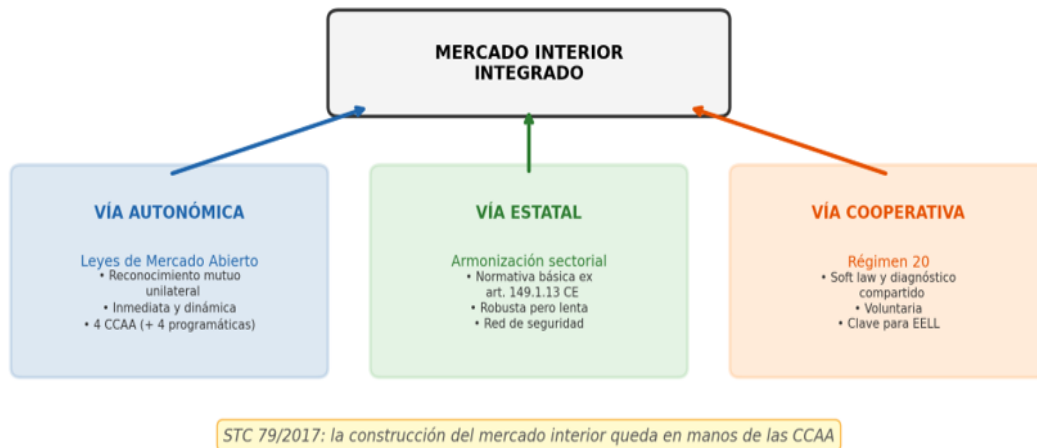 MERCADO INTERIOR
INTEGRADO
VÍA AUTONÓMICA
Leyes de Mercado Abierto
• Reconocimiento mutuo
unilateral
• Inmediata y dinámica
• 4 CCAA (+ 4 programáticas)
VÍA ESTATAL
Armonización sectorial
• Normativa básica ex
art. 149.1.13 CE
• Robusta pero lenta
• Red de seguridad
VÍA COOPERATIVA
Régimen 20
• Soft law y diagnóstico
compartido
• Voluntaria
• Clave para EELL
STC 79/2017: la construcción del mercado interior queda en manos de las CCAA